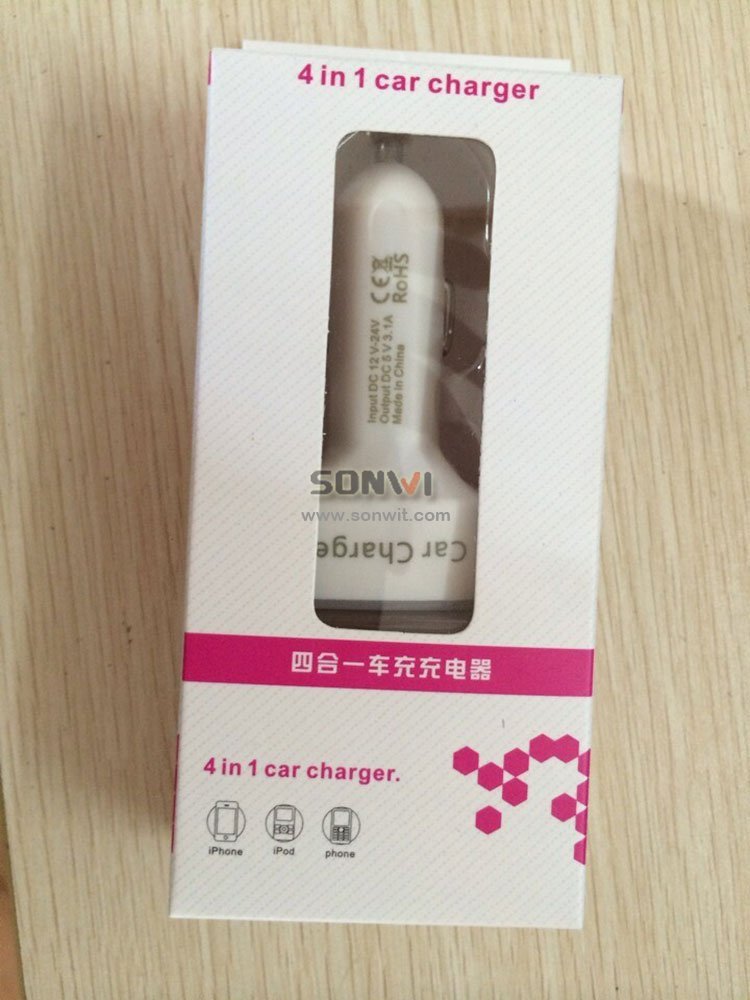 4 in 1 car charger
CE
RoHS
Input DC 12 V-24V
Output DC 5 V 3.1A
Made in China
SONWI
www.sonwit.com
Car Charge
四合一车充充电器
4 in 1 car charger.
iPhone
iPod
phone